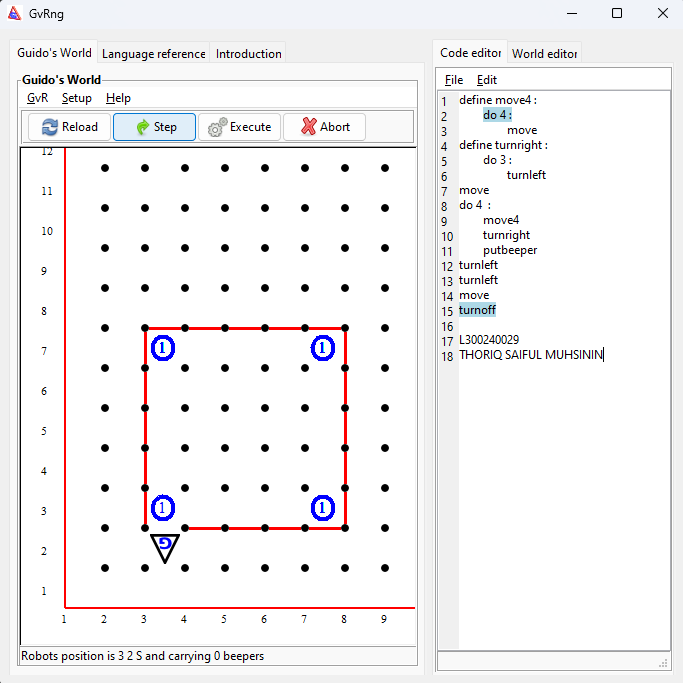 GvRng
Guido's World Language reference Introduction
Guido's World
GvR Setup Help
Reload Step Execute Abort
12
11
10
9
8
7
6
5
4
3
2
1
1 2 3 4 5 6 7 8 9
1 1
1 1
G
Robots position is 3 2 S and carrying 0 beepers
Code editor World editor
File Edit
1 define move4 :
2 do 4 :
3 move
4 define turnright :
5 do 3 :
6 turnleft
7 move
8 do 4 :
9 move4
10 turnright
11 putbeeper
12 turnleft
13 turnleft
14 move
15 turnoff
16
17 L300240029
18 THORIQ SAIFUL MUHSININ